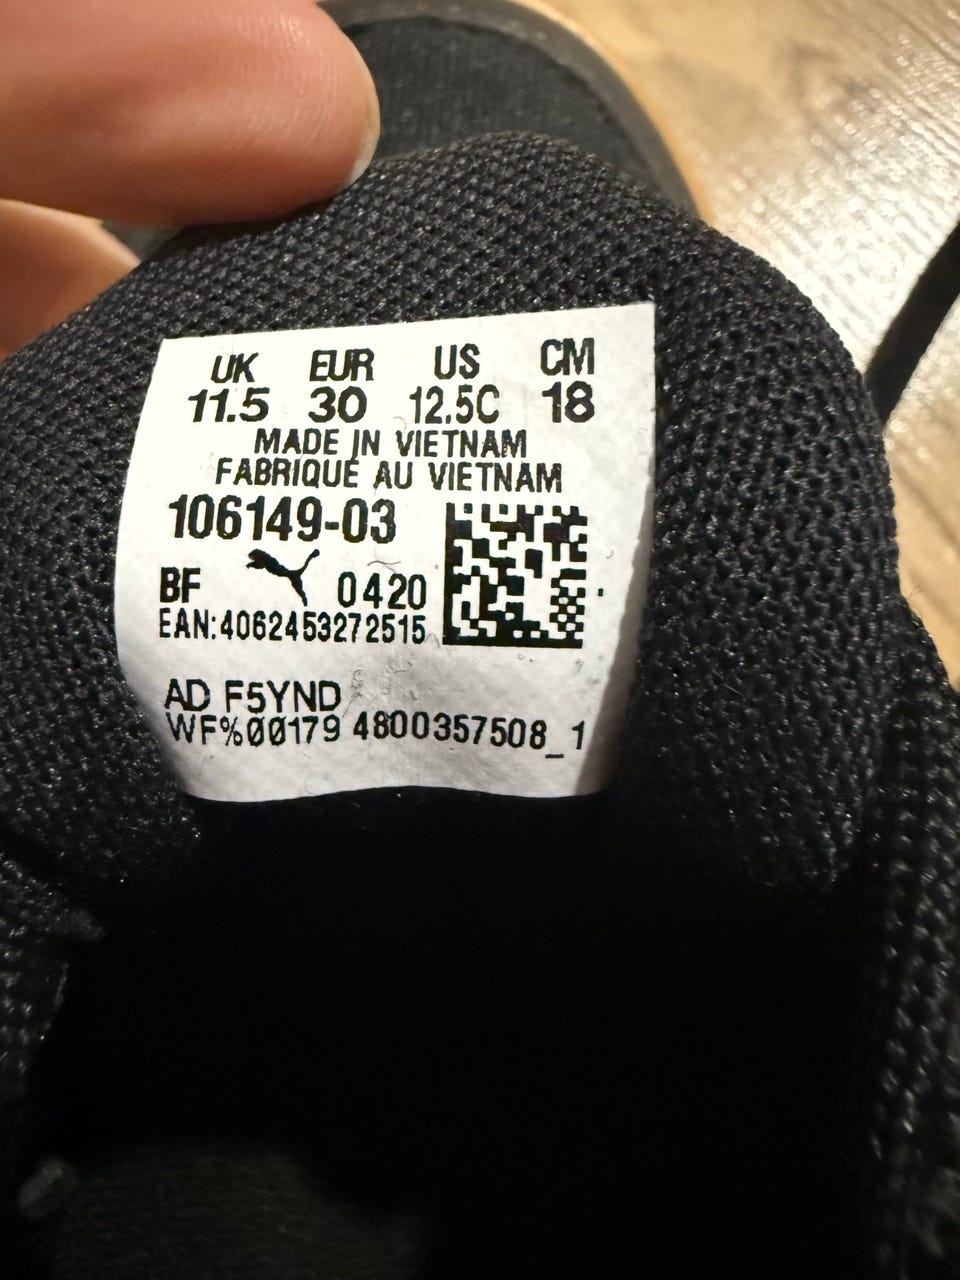 UK EUR US CM
11.5 30 12.5C 18
MADE IN VIETNAM
FABRIQUÉ AU VIETNAM
106149-03
BF 0420
EAN:4062453272515
AD F5YND
WF%00179 4800357508_1